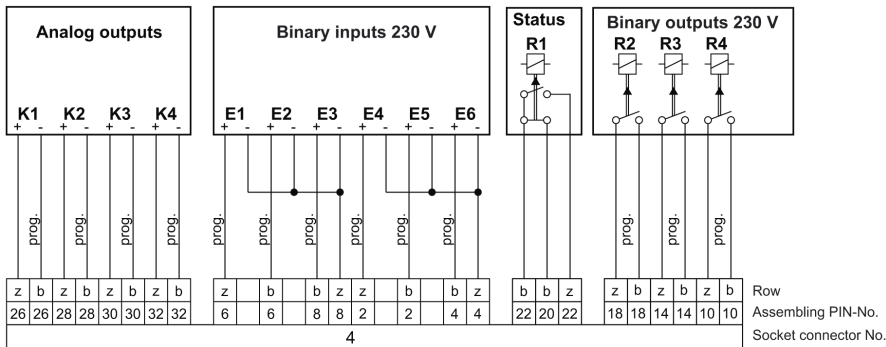 Analog outputs
Binary inputs 230 V
Status
Binary outputs 230 V
R1 R2 R3 R4
K1 K2 K3 K4 E1 E2 E3 E4 E5 E6
+ - + - + - + - + - + - + - + - + - + -
prog. prog. prog. prog. prog. prog. prog. prog. prog. prog. prog. prog. prog.
z b z b z b z b z b b z z b b z b b z z b z b z b Row
26 26 28 28 30 30 32 32 6 6 8 8 2 2 4 4 22 20 22 18 18 14 14 10 10 Assembling PIN-No.
4 Socket connector No.